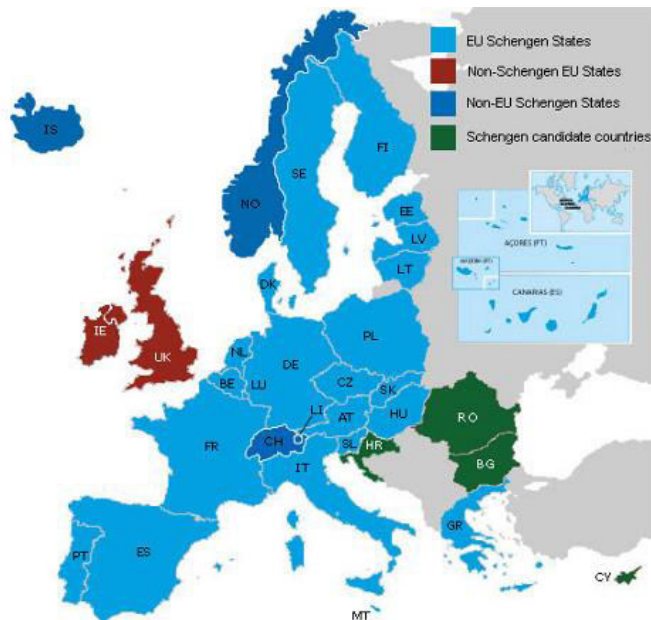 EU Schengen States
Non-Schengen EU States
Non-EU Schengen States
Schengen candidate countries
IS
FI
SE
NO
EE
LV
LT
AÇORES (PT)
MADEIRA (PT)
CANARIAS (ES)
DK
IE
UK
NL
DE
PL
BE
LU
CZ
SK
LI
AT
HU
RO
FR
CH
SL
HR
IT
BG
PT
ES
GR
CY
MT